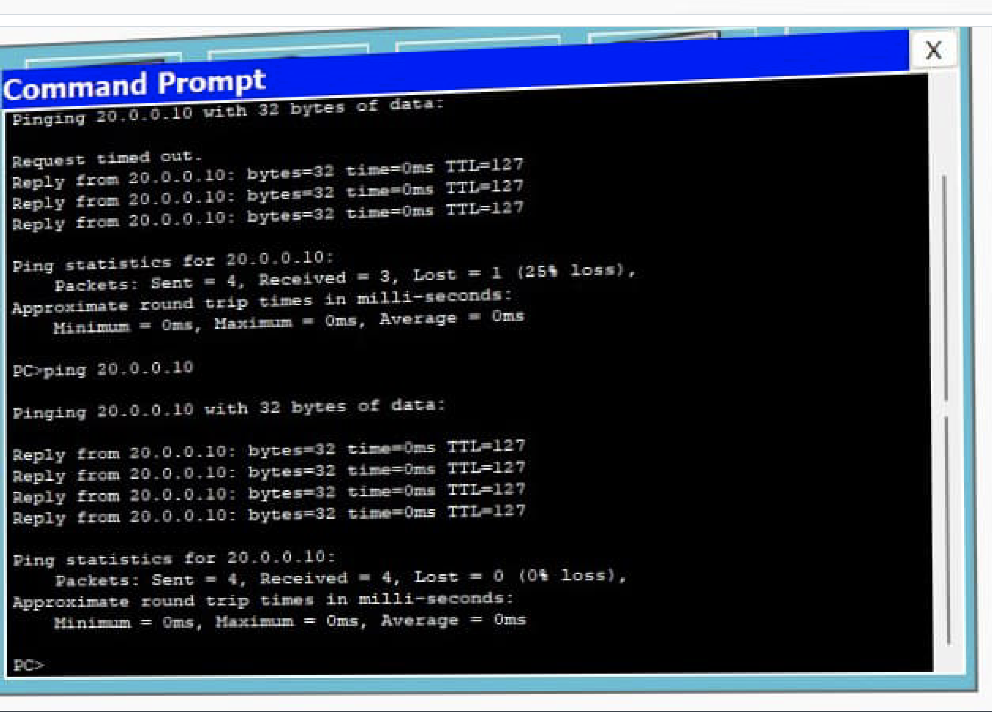 Command Prompt
X
Pinging 20.0.0.10 with 32 bytes of data:
Request timed out.
Reply from 20.0.0.10: bytes=32 time=0ms TTL=127
Reply from 20.0.0.10: bytes=32 time=0ms TTL=127
Reply from 20.0.0.10: bytes=32 time=0ms TTL=127
Ping statistics for 20.0.0.10:
Packets: Sent = 4, Received = 3, Lost = 1 (25% loss),
Approximate round trip times in milli-seconds:
Minimum = 0ms, Maximum = 0ms, Average = 0ms
PC>ping 20.0.0.10
Pinging 20.0.0.10 with 32 bytes of data:
Reply from 20.0.0.10: bytes=32 time=0ms TTL=127
Reply from 20.0.0.10: bytes=32 time=0ms TTL=127
Reply from 20.0.0.10: bytes=32 time=0ms TTL=127
Reply from 20.0.0.10: bytes=32 time=0ms TTL=127
Ping statistics for 20.0.0.10:
Packets: Sent = 4, Received = 4, Lost = 0 (0% loss),
Approximate round trip times in milli-seconds:
Minimum = 0ms, Maximum = 0ms, Average = 0ms
PC>